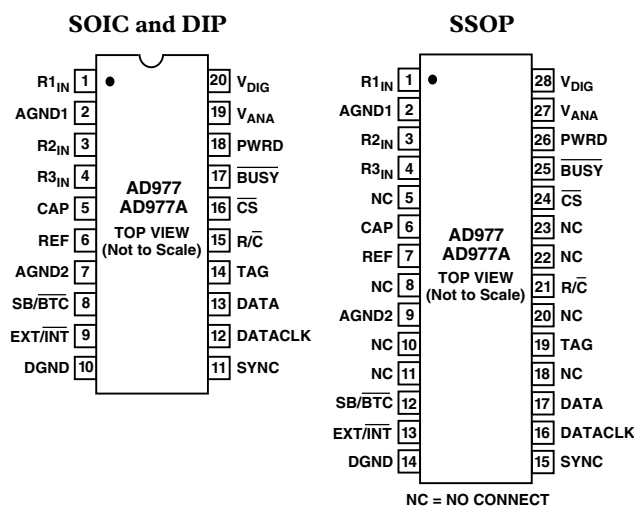 SOIC and DIP
R1IN 1
AGND1 2
R2IN 3
R3IN 4
CAP 5
REF 6
AGND2 7
SB/BTC 8
EXT/INT 9
DGND 10
AD977
AD977A
TOP VIEW
(Not to Scale)
20 VDIG
19 VANA
18 PWRD
17 BUSY
16 CS
15 R/C
14 TAG
13 DATA
12 DATACLK
11 SYNC
SSOP
R1IN 1
AGND1 2
R2IN 3
R3IN 4
NC 5
CAP 6
REF 7
NC 8
AGND2 9
NC 10
NC 11
SB/BTC 12
EXT/INT 13
DGND 14
AD977
AD977A
TOP VIEW
(Not to Scale)
28 VDIG
27 VANA
26 PWRD
25 BUSY
24 CS
23 NC
22 NC
21 R/C
20 NC
19 TAG
18 NC
17 DATA
16 DATACLK
15 SYNC
NC = NO CONNECT